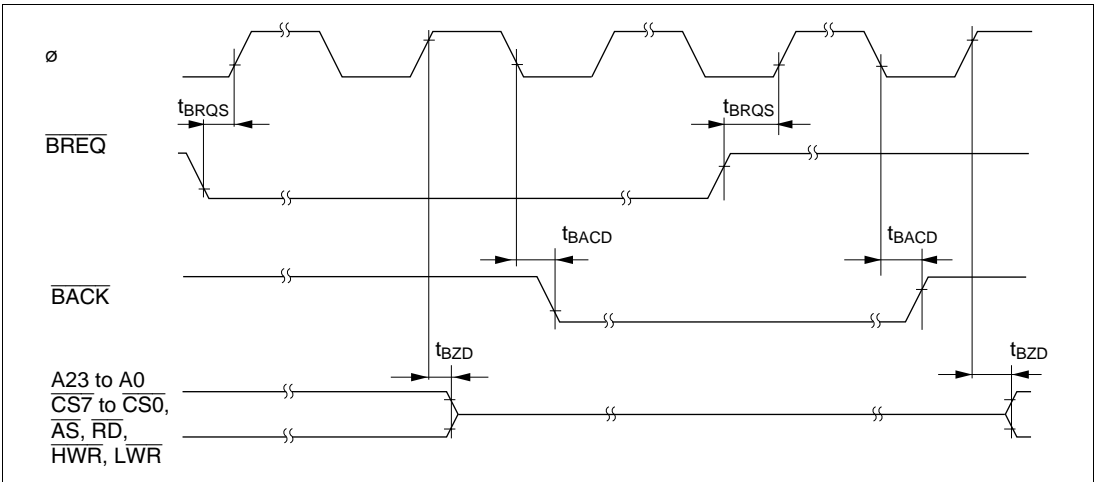 ø
tBRQS tBRQS
BREQ
tBACD tBACD
BACK
tBZD tBZD
A23 to A0
CS7 to CS0,
AS, RD,
HWR, LWR